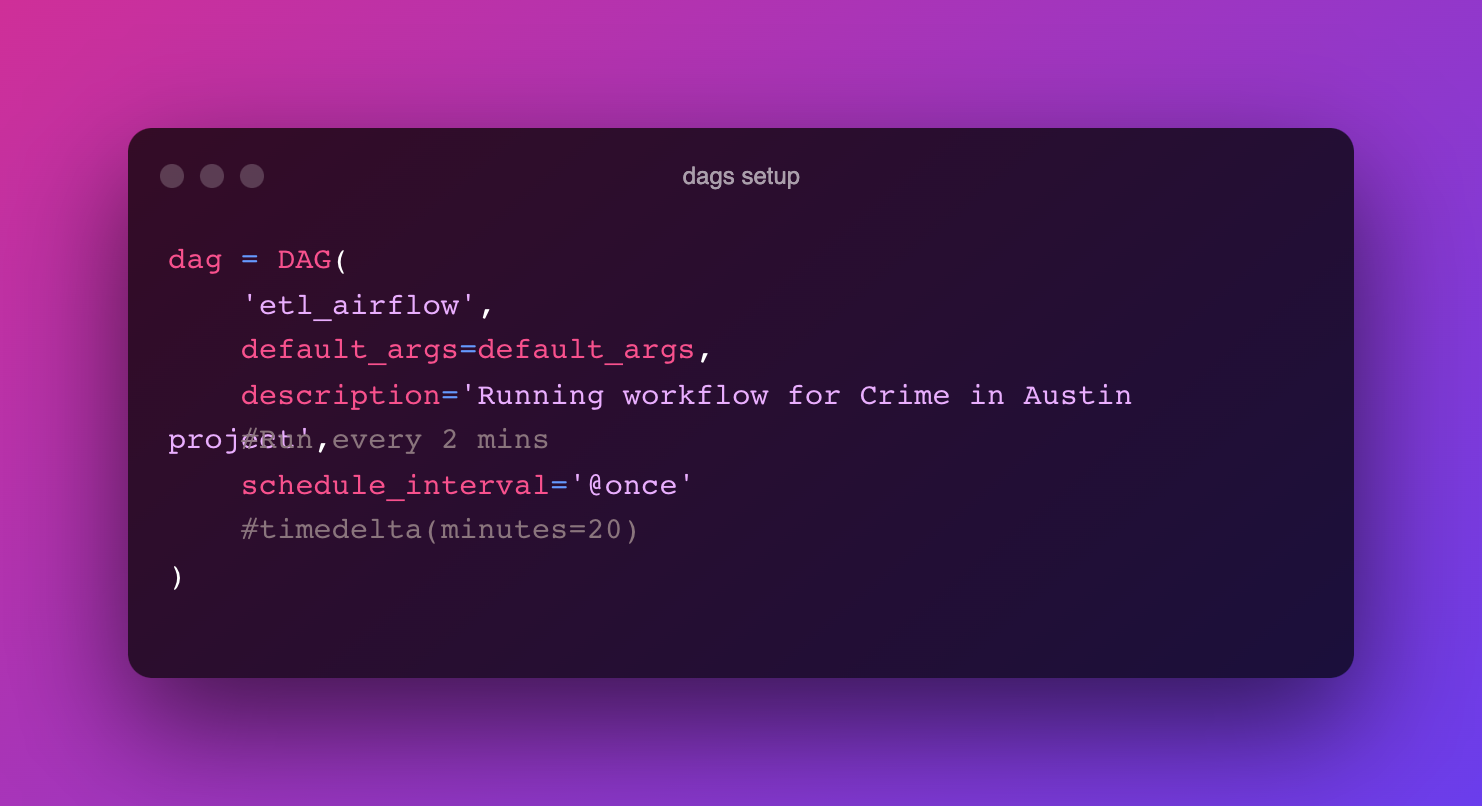 dags setup
dag = DAG(
'etl_airflow',
default_args=default_args,
description='Running workflow for Crime in Austin
project',
#Run every 2 mins
schedule_interval='@once'
#timedelta(minutes=20)
)